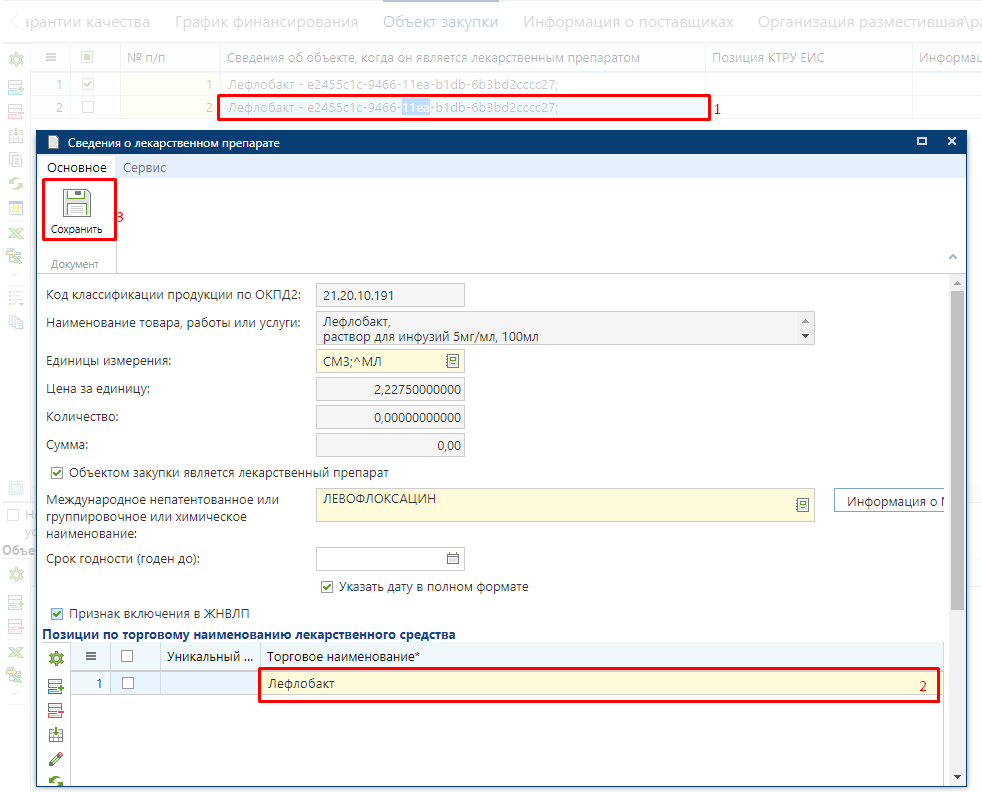 арантии качества График финансирования Объект закупки Информация о поставщиках Организация разместившая\ра
№ п/п Сведения об объекте, когда он является лекарственным препаратом Позиция КТРУ ЕИС Информац
1 1 Лефлобакт - e2455c1c-9466-11ea-b1db-6b3bd2cccc27;
2 2 Лефлобакт - e2455c1c-9466-11ea-b1db-6b3bd2cccc27; 1
Сведения о лекарственном препарате
Основное Сервис
Сохранить 3
Документ
Код классификации продукции по ОКПД2: 21.20.10.191
Наименование товара, работы или услуги: Лефлобакт,
раствор для инфузий 5мг/мл, 100мл
Единицы измерения: СМ3;^МЛ
Цена за единицу: 2,22750000000
Количество: 0,00000000000
Сумма: 0,00
Объектом закупки является лекарственный препарат
Международное непатентованное или ЛЕВОФЛОКСАЦИН Информация о М
группировочное или химическое
наименование:
Срок годности (годен до):
Указать дату в полном формате
Признак включения в ЖНВЛП
Объе
Позиции по торговому наименованию лекарственного средства
Уникальный ... Торговое наименование*
1 Лефлобакт 2